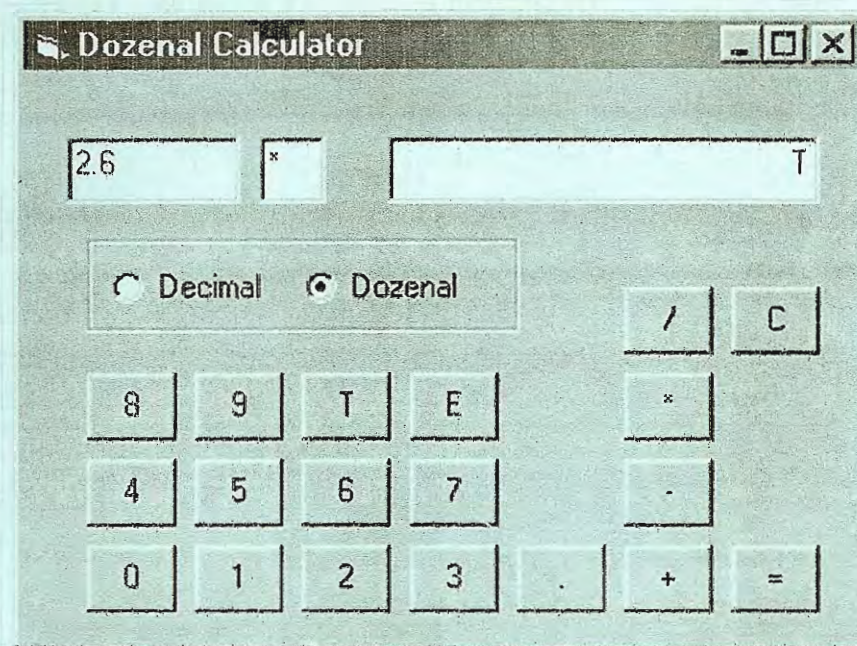 Dozenal Calculator
2.6 * T
Decimal Dozenal
/ C
8 9 T E *
4 5 6 7 -
0 1 2 3 . + =